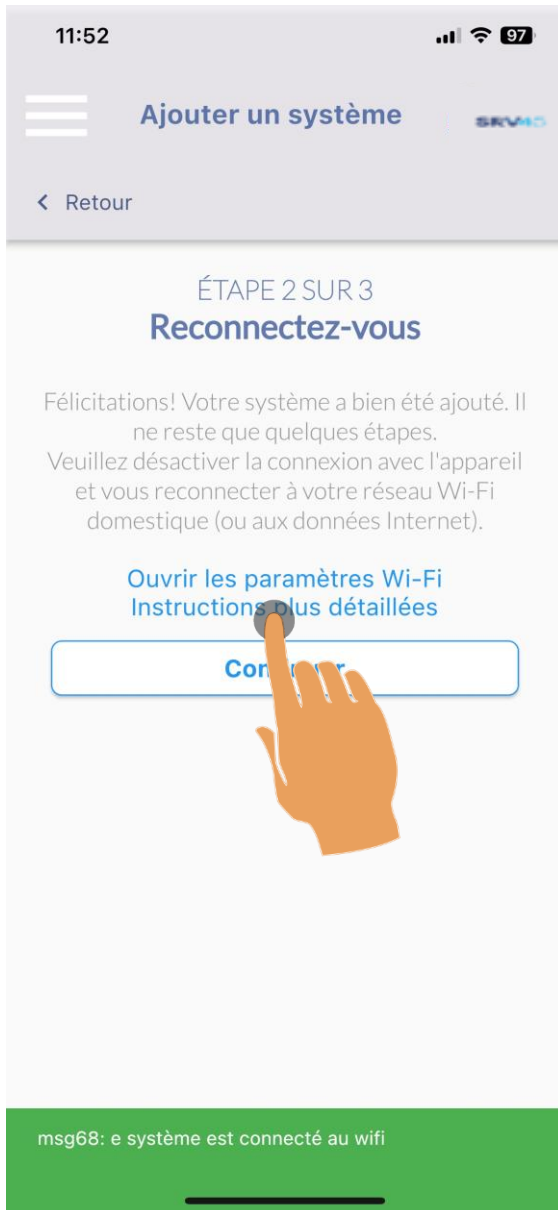 11:52
97
Ajouter un système
Retour
ÉTAPE 2 SUR 3
Reconnectez-vous
Félicitations! Votre système a bien été ajouté. Il
ne reste que quelques étapes.
Veuillez désactiver la connexion avec l'appareil
et vous reconnecter à votre réseau Wi-Fi
domestique (ou aux données Internet).
Ouvrir les paramètres Wi-Fi
Instructions plus détaillées
msg68: e système est connecté au wifi